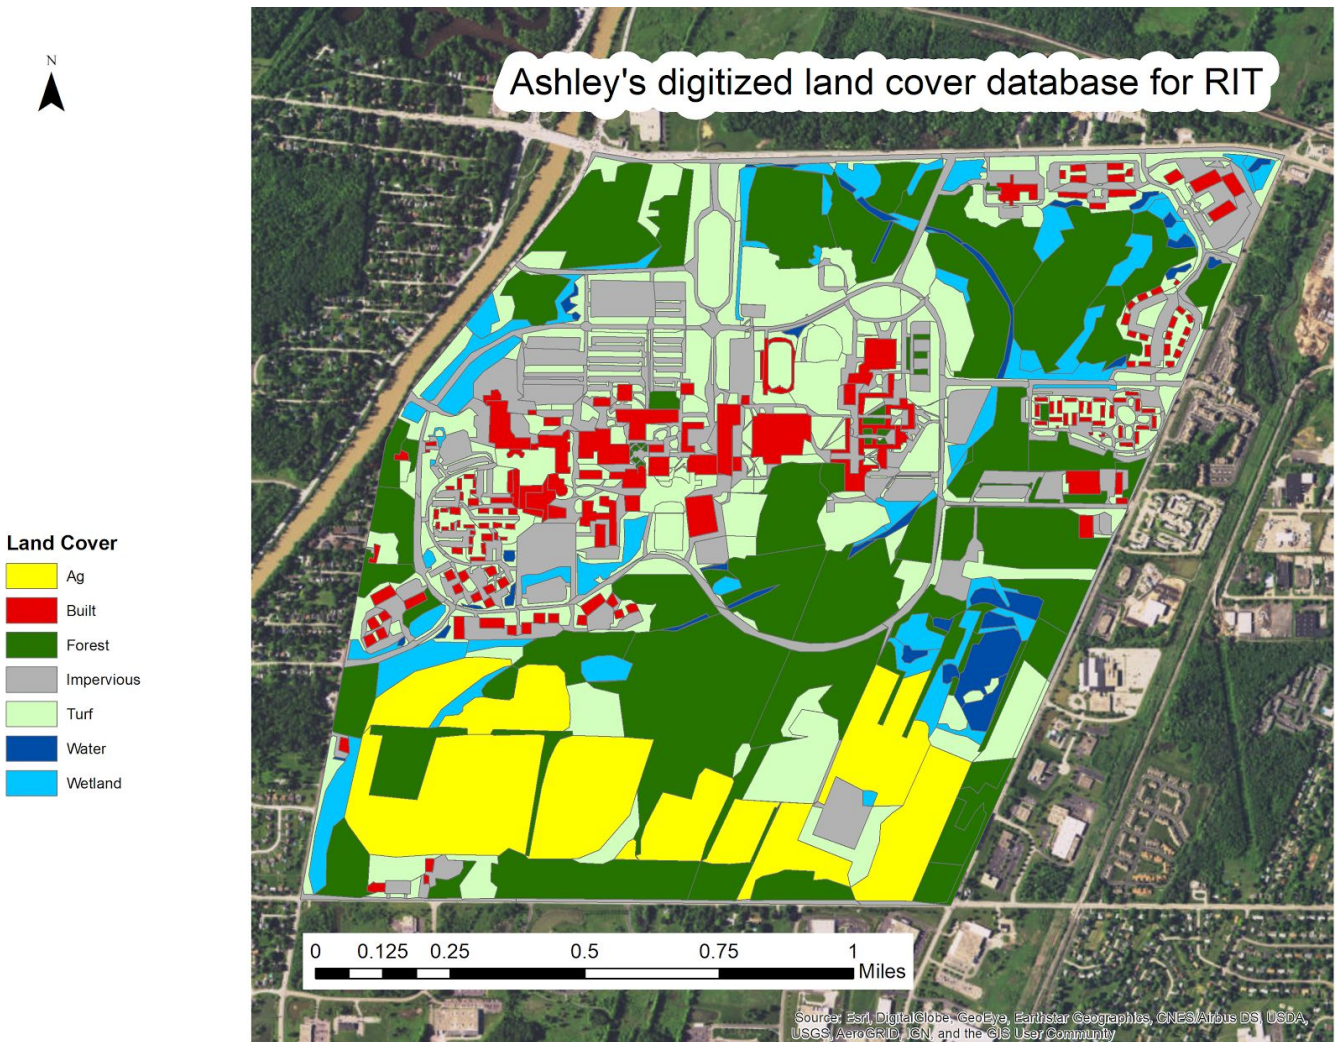 N
Ashley's digitized land cover database for RIT
Land Cover
Ag
Built
Forest
Impervious
Turf
Water
Wetland
0 0.125 0.25 0.5 0.75 1
Miles
Source: Esri, DigitalGlobe, GeoEye, Earthstar Geographics, CNES/Airbus DS, USDA,
USGS, AeroGRID, IGN, and the GIS User Community